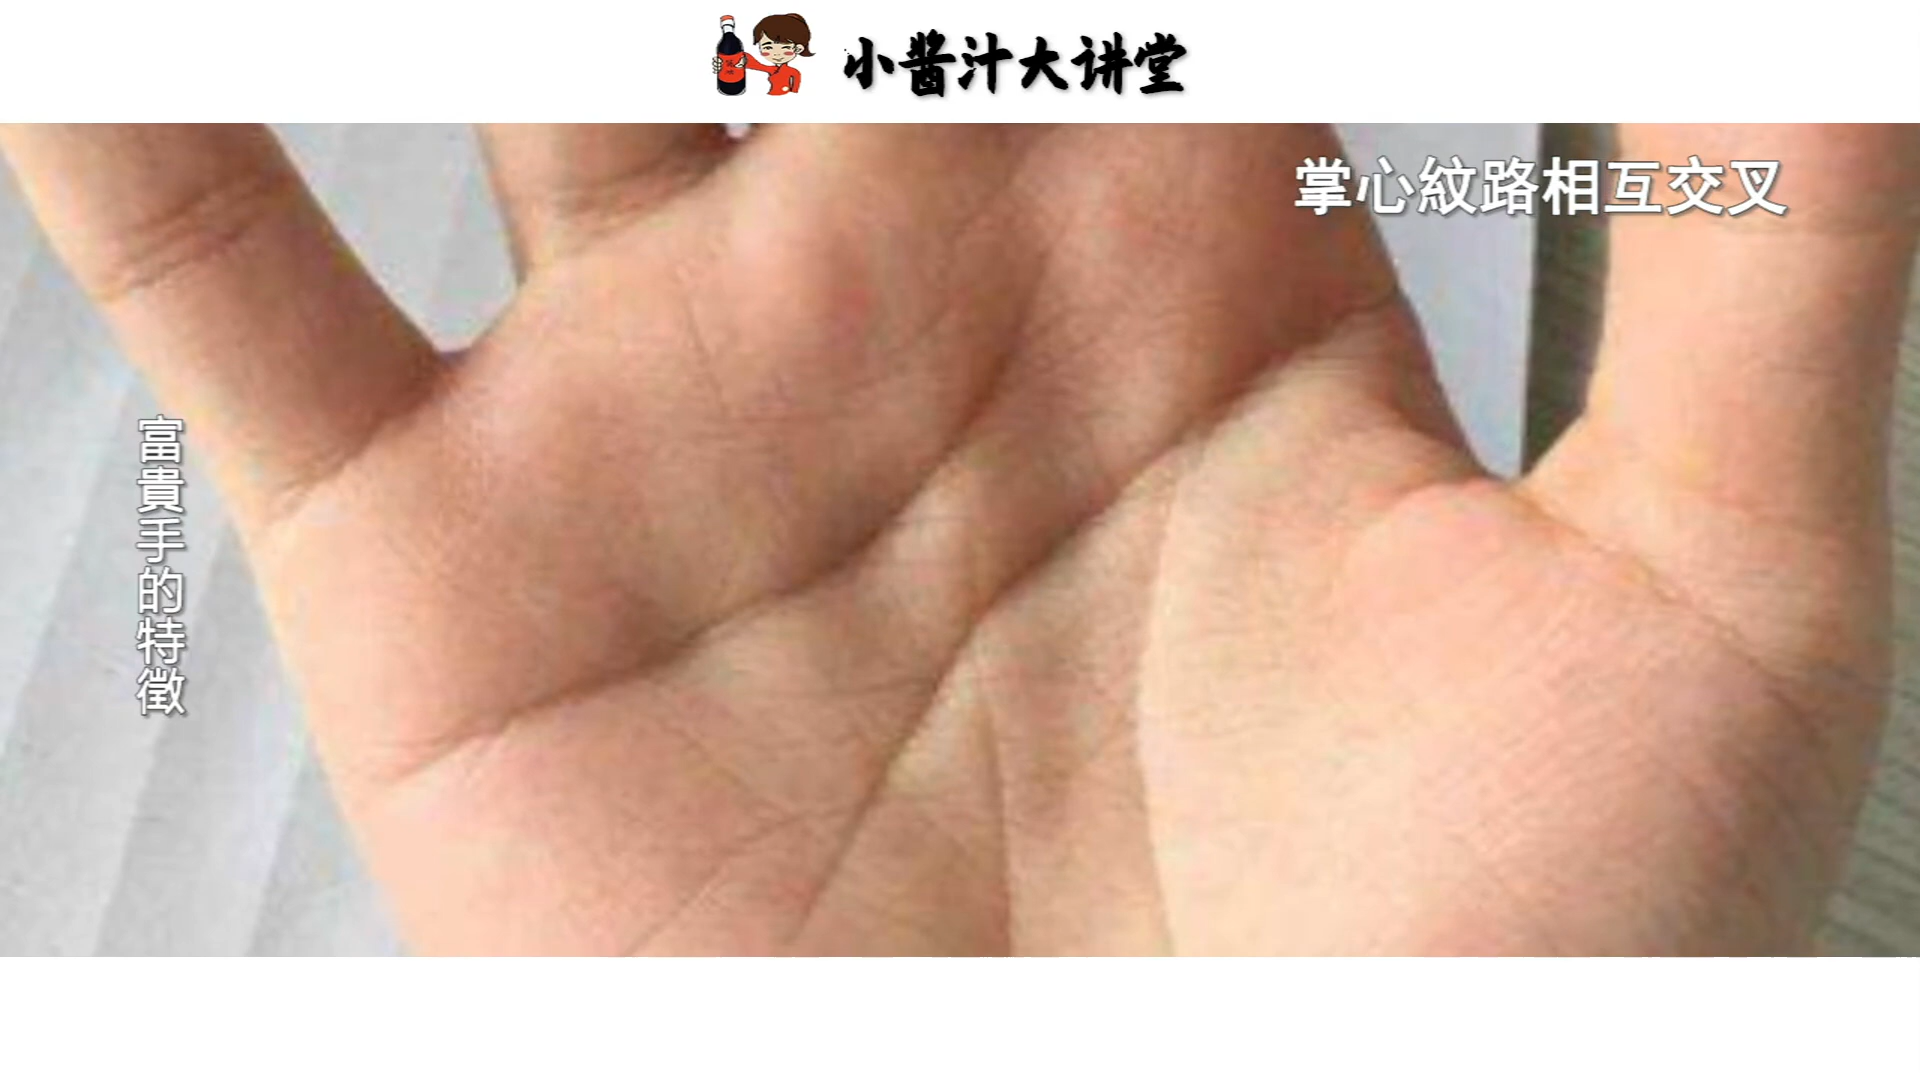 小酱汁大讲堂
掌心紋路相互交叉
富貴手的特徵